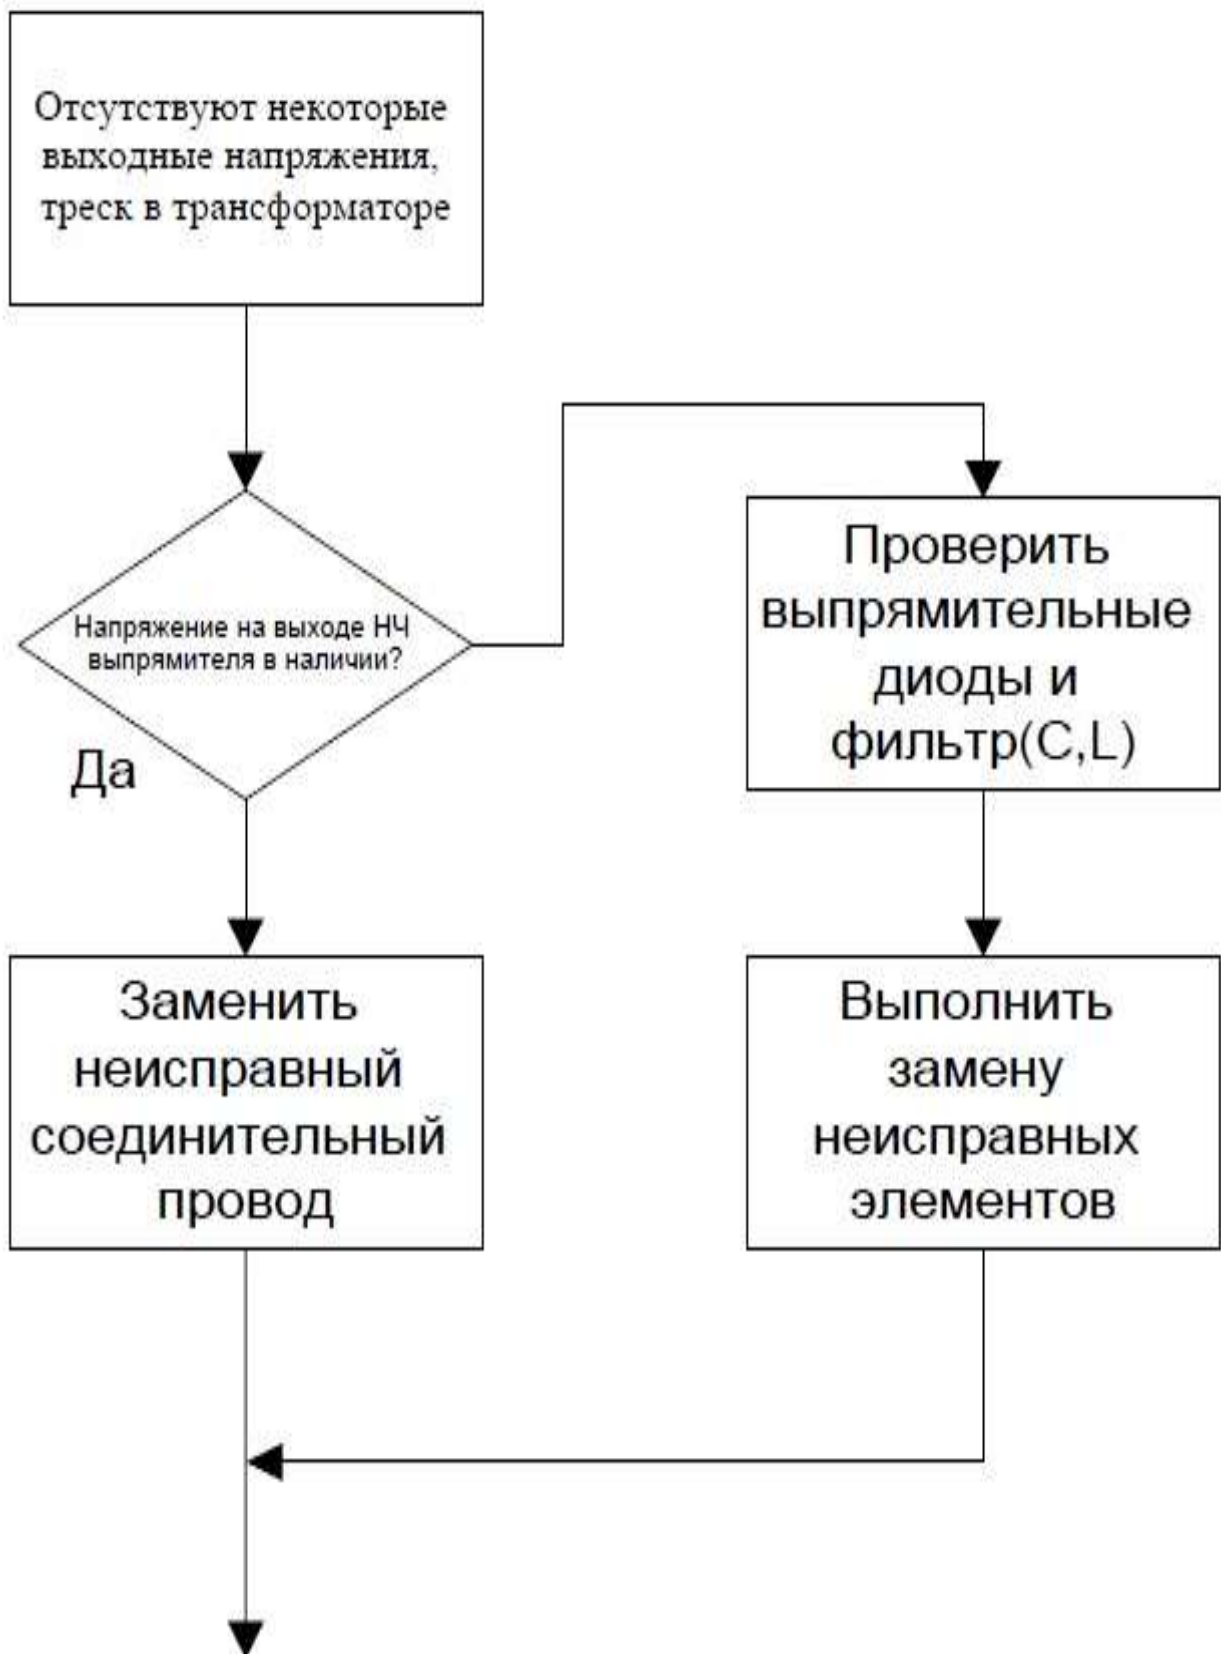 Отсутствуют некоторые
выходные напряжения,
треск в трансформаторе
Напряжение на выходе НЧ
выпрямителя в наличии?
Да
Проверить
выпрямительные
диоды и
фильтр(C,L)
Заменить
неисправный
соединительный
провод
Выполнить
замену
неисправных
элементов